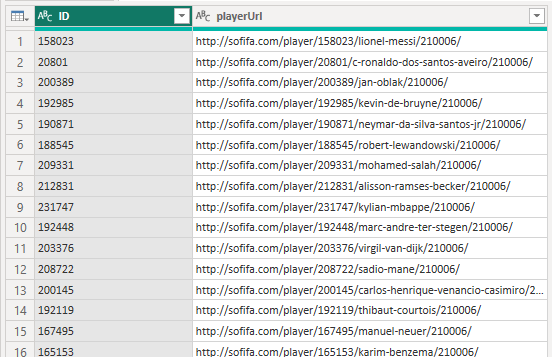 ABC ID ABC playerUrl
1 158023 http://sofifa.com/player/158023/lionel-messi/210006/
2 20801 http://sofifa.com/player/20801/c-ronaldo-dos-santos-aveiro/210006/
3 200389 http://sofifa.com/player/200389/jan-oblak/210006/
4 192985 http://sofifa.com/player/192985/kevin-de-bruyne/210006/
5 190871 http://sofifa.com/player/190871/neymar-da-silva-santos-jr/210006/
6 188545 http://sofifa.com/player/188545/robert-lewandowski/210006/
7 209331 http://sofifa.com/player/209331/mohamed-salah/210006/
8 212831 http://sofifa.com/player/212831/alisson-ramses-becker/210006/
9 231747 http://sofifa.com/player/231747/kylian-mbappe/210006/
10 192448 http://sofifa.com/player/192448/marc-andre-ter-stegen/210006/
11 203376 http://sofifa.com/player/203376/virgil-van-dijk/210006/
12 208722 http://sofifa.com/player/208722/sadio-mane/210006/
13 200145 http://sofifa.com/player/200145/carlos-henrique-venancio-casimiro/2...
14 192119 http://sofifa.com/player/192119/thibaut-courtois/210006/
15 167495 http://sofifa.com/player/167495/manuel-neuer/210006/
16 165153 http://sofifa.com/player/165153/karim-benzema/210006/